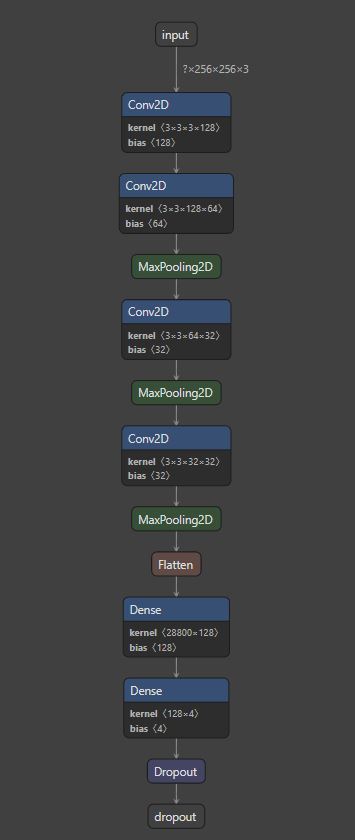 input
?×256×256×3
Conv2D
kernel ⟨3×3×3×128⟩
bias ⟨128⟩
Conv2D
kernel ⟨3×3×128×64⟩
bias ⟨64⟩
MaxPooling2D
Conv2D
kernel ⟨3×3×64×32⟩
bias ⟨32⟩
MaxPooling2D
Conv2D
kernel ⟨3×3×32×32⟩
bias ⟨32⟩
MaxPooling2D
Flatten
Dense
kernel ⟨28800×128⟩
bias ⟨128⟩
Dense
kernel ⟨128×4⟩
bias ⟨4⟩
Dropout
dropout